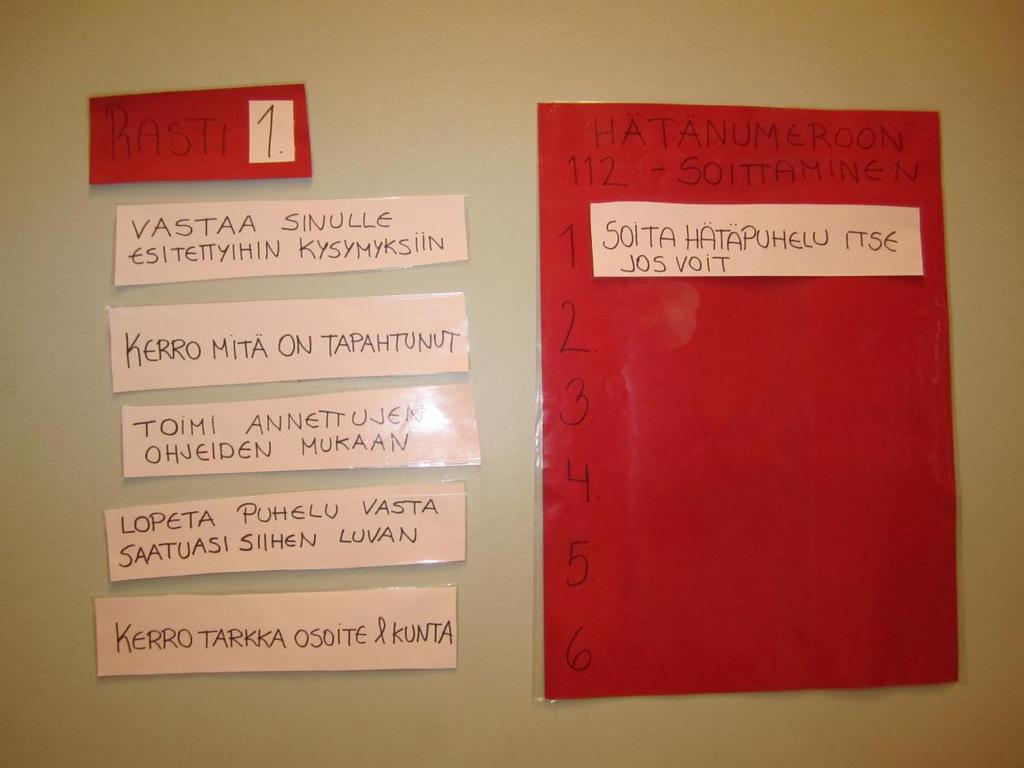 RASTI 1.
VASTAA SINULLE
ESITETTYIHIN KYSYMYKSIIN
KERRO MITÄ ON TAPAHTUNUT
TOIMI ANNETTUJEN
OHJEIDEN MUKAAN
LOPETA PUHELU VASTA
SAATUASI SIIHEN LUVAN
KERRO TARKKA OSOITE & KUNTA
HÄTÄNUMEROON
112 - SOITTAMINEN
1. SOITA HÄTÄPUHELU ITSE
JOS VOIT
2.
3.
4.
5.
6.